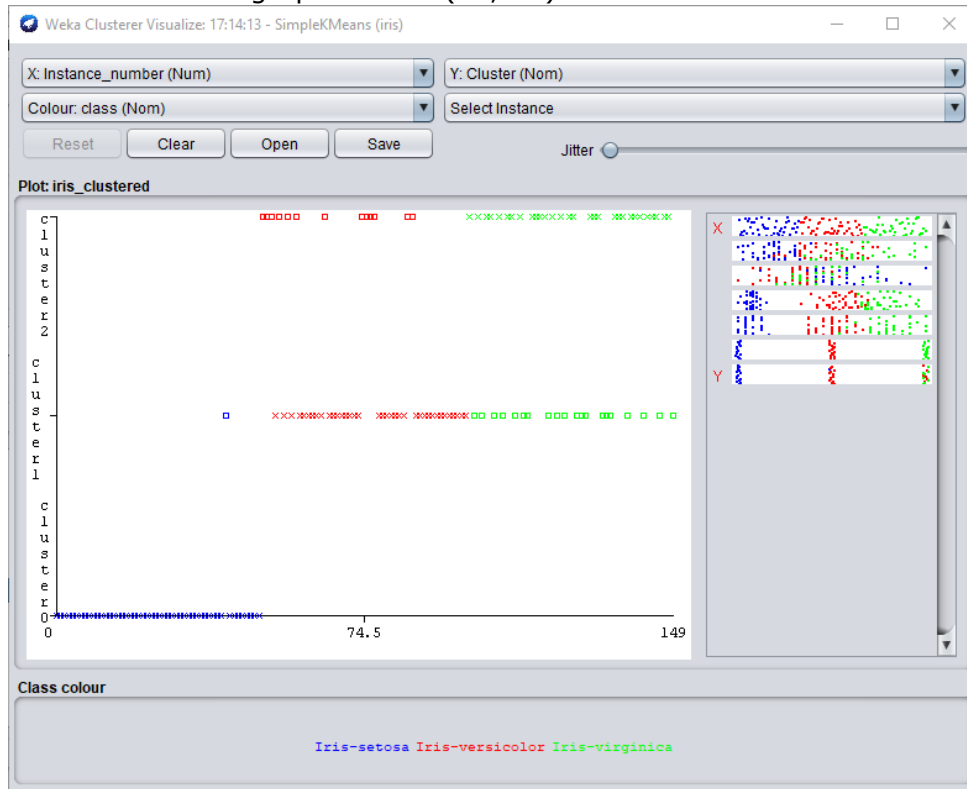 Weka Clusterer Visualize: 17:14:13 - SimpleKMeans (iris)
X: Instance_number (Num)
Y: Cluster (Nom)
Colour: class (Nom)
Select Instance
Reset
Clear
Open
Save
Jitter
Plot: iris_clustered
cluster2
cluster1
cluster0
0
74.5
149
X
Y
Class colour
Iris-setosa Iris-versicolor Iris-virginica